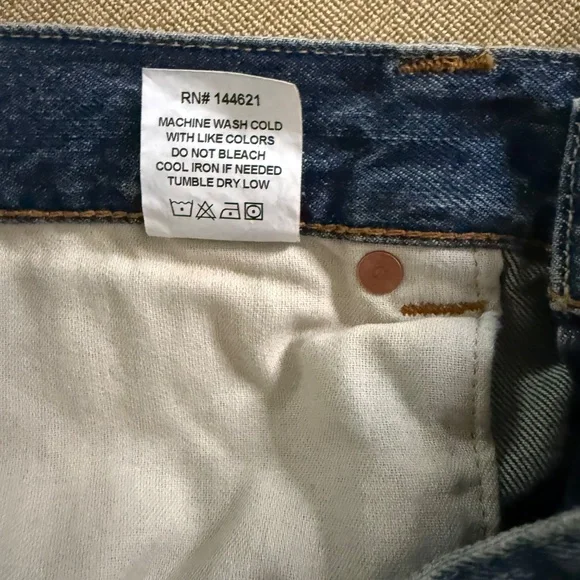 RN# 144621
MACHINE WASH COLD
WITH LIKE COLORS
DO NOT BLEACH
COOL IRON IF NEEDED
TUMBLE DRY LOW